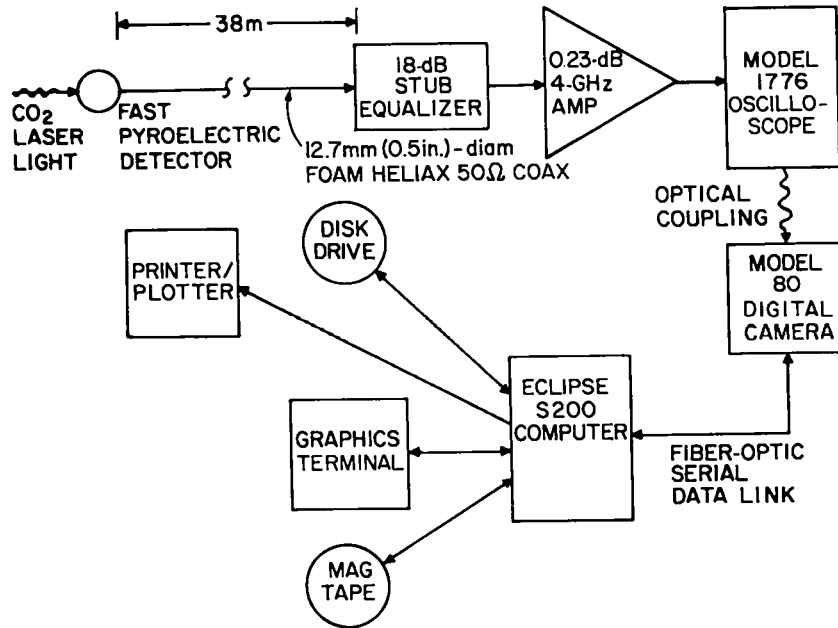 38m
CO2
LASER
LIGHT
FAST
PYROELECTRIC
DETECTOR
12.7mm (0.5in.)-diam
FOAM HELIAX 50Ω COAX
18-dB
STUB
EQUALIZER
0.23-dB
4-GHz
AMP
MODEL
1776
OSCILLO-
SCOPE
OPTICAL
COUPLING
MODEL
80
DIGITAL
CAMERA
FIBER-OPTIC
SERIAL
DATA LINK
ECLIPSE
S200
COMPUTER
DISK
DRIVE
PRINTER/
PLOTTER
GRAPHICS
TERMINAL
MAG
TAPE